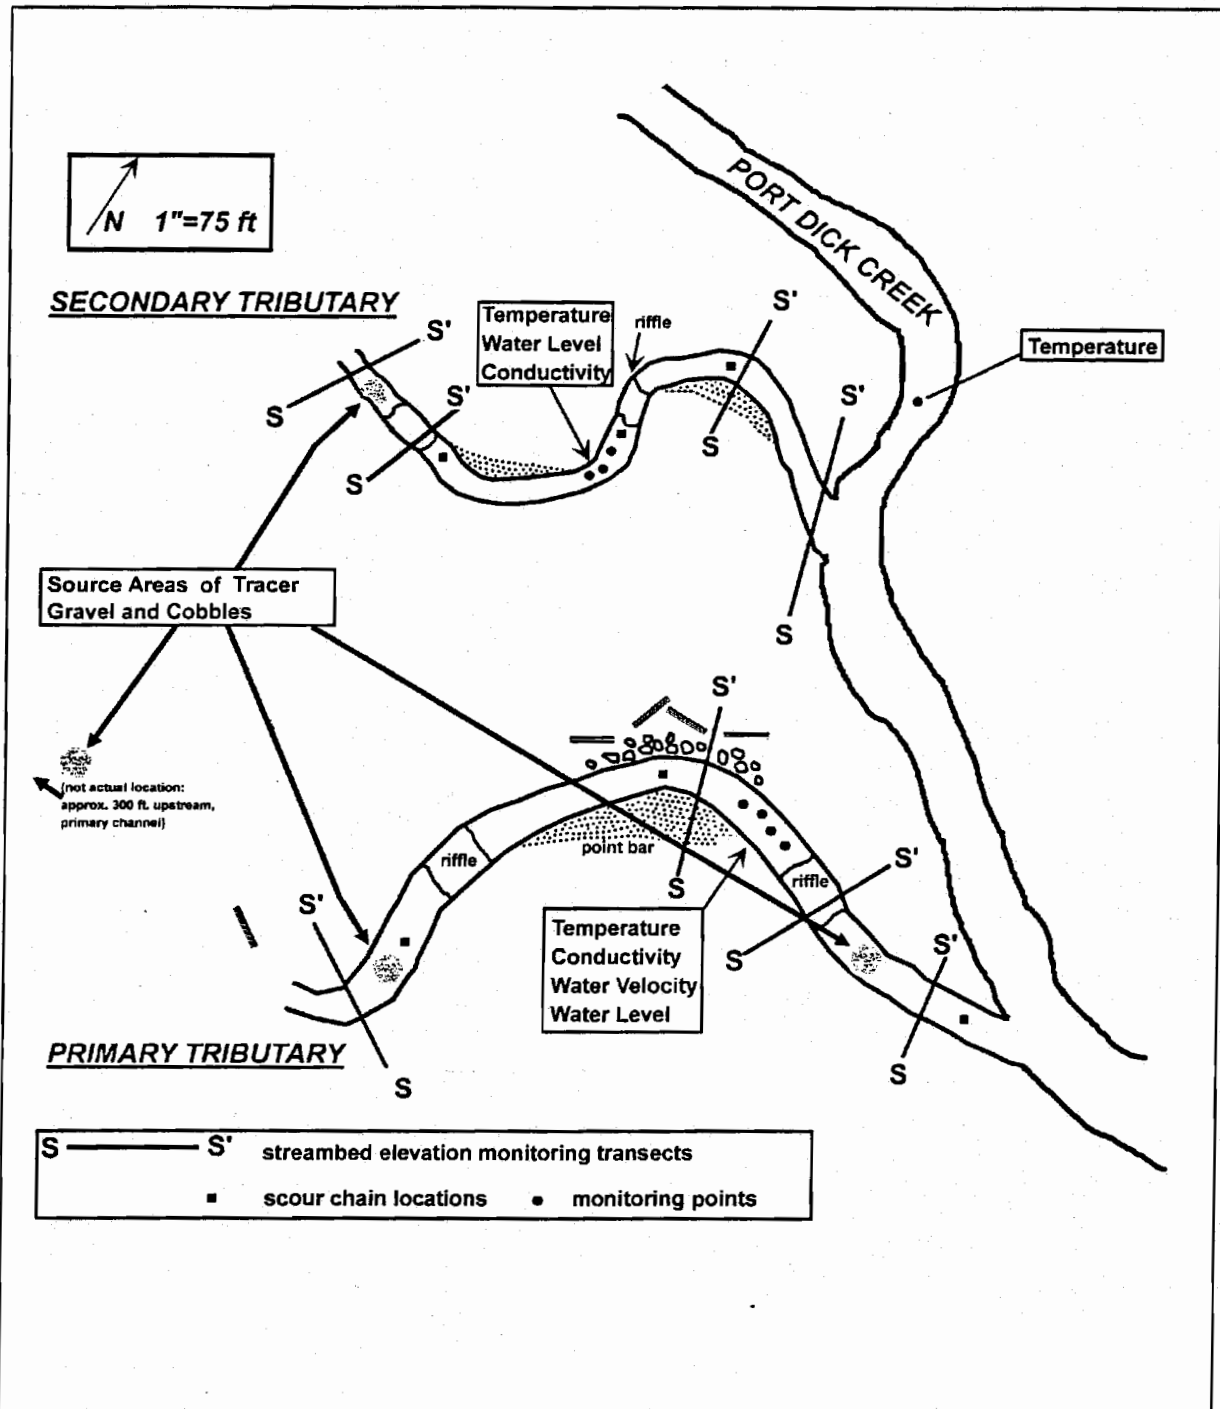 PORT DICK CREEK
N 1"=75 ft
SECONDARY TRIBUTARY
S'
S
S'
S
Temperature
Water Level
Conductivity
riffle
S'
S
Temperature
S'
S
Source Areas of Tracer
Gravel and Cobbles
(not actual location:
approx. 300 ft. upstream,
primary channel)
S'
S
point bar
riffle
riffle
S'
S
S'
S
Temperature
Conductivity
Water Velocity
Water Level
S'
S
PRIMARY TRIBUTARY
S S' streambed elevation monitoring transects
scour chain locations monitoring points